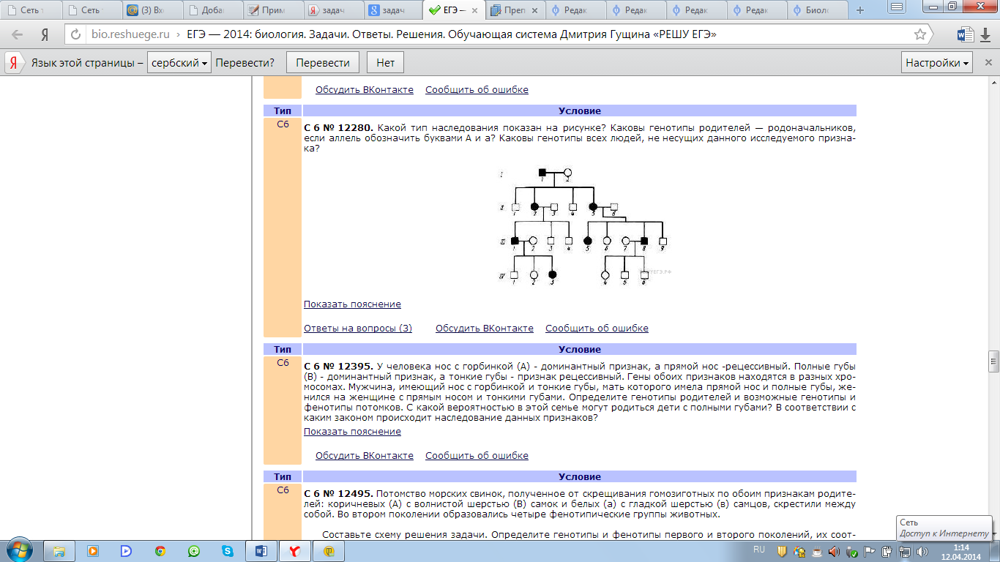 Сеть
Сеть
(3) Вх
Доба
Прим
задач
задач
ЕГЭ —
Преп
Редак
Редак
Редак
Редак
Биол
bio.reshuege.ru › ЕГЭ — 2014: биология. Задачи. Ответы. Решения. Обучающая система Дмитрия Гущина «РЕШУ ЕГЭ»
Язык этой страницы – сербский Перевести? Перевести Нет Настройки
Обсудить ВКонтакте Сообщить об ошибке
Тип Условие
С6
С 6 № 12280. Какой тип наследования показан на рисунке? Каковы генотипы родителей — родоначальников,
если аллель обозначить буквами А и а? Каковы генотипы всех людей, не несущих данного исследуемого призна-
ка?
I 1 2
II 1 2 3 4 5 6
III 1 2 3 4 5 6 7 8 9
IV 1 2 3 4 5 6
Показать пояснение
Ответы на вопросы (3) Обсудить ВКонтакте Сообщить об ошибке
Тип Условие
С6
С 6 № 12395. У человека нос с горбинкой (А) - доминантный признак, а прямой нос -рецессивный. Полные губы
(В) - доминантный признак, а тонкие губы - признак рецессивный. Гены обоих признаков находятся в разных хро-
мосомах. Мужчина, имеющий нос с горбинкой и тонкие губы, мать которого имела прямой нос и полные губы, же-
нился на женщине с прямым носом и тонкими губами. Определите генотипы родителей и возможные генотипы и
фенотипы потомков. С какой вероятностью в этой семье могут родиться дети с полными губами? В соответствии с
каким законом происходит наследование данных признаков?
Показать пояснение
Обсудить ВКонтакте Сообщить об ошибке
Тип Условие
С6
С 6 № 12495. Потомство морских свинок, полученное от скрещивания гомозиготных по обоим признакам родите-
лей: коричневых (А) с волнистой шерстью (В) самок и белых (а) с гладкой шерстью (в) самцов, скрестили между
собой. Во втором поколении образовались четыре фенотипические группы животных.
Составьте схему решения задачи. Определите генотипы и фенотипы первого и второго поколений, их соот-
Сеть
Доступ к Интернету
RU
1:14
12.04.2014